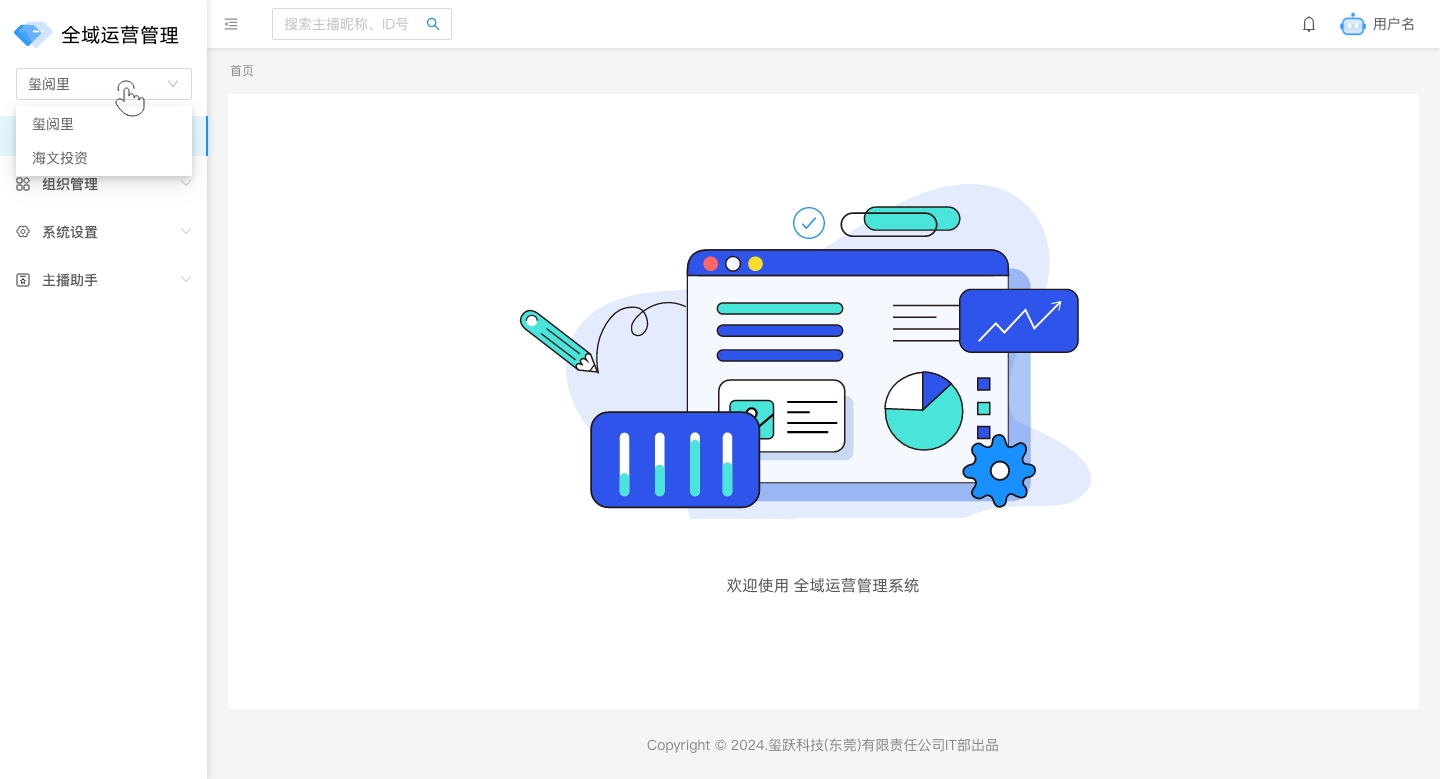 全域运营管理
搜索主播昵称、ID号
用户名
玺阅里
首页
玺阅里
海文投资
组织管理
系统设置
主播助手
欢迎使用 全域运营管理系统
Copyright © 2024.玺跃科技(东莞)有限责任公司IT部出品